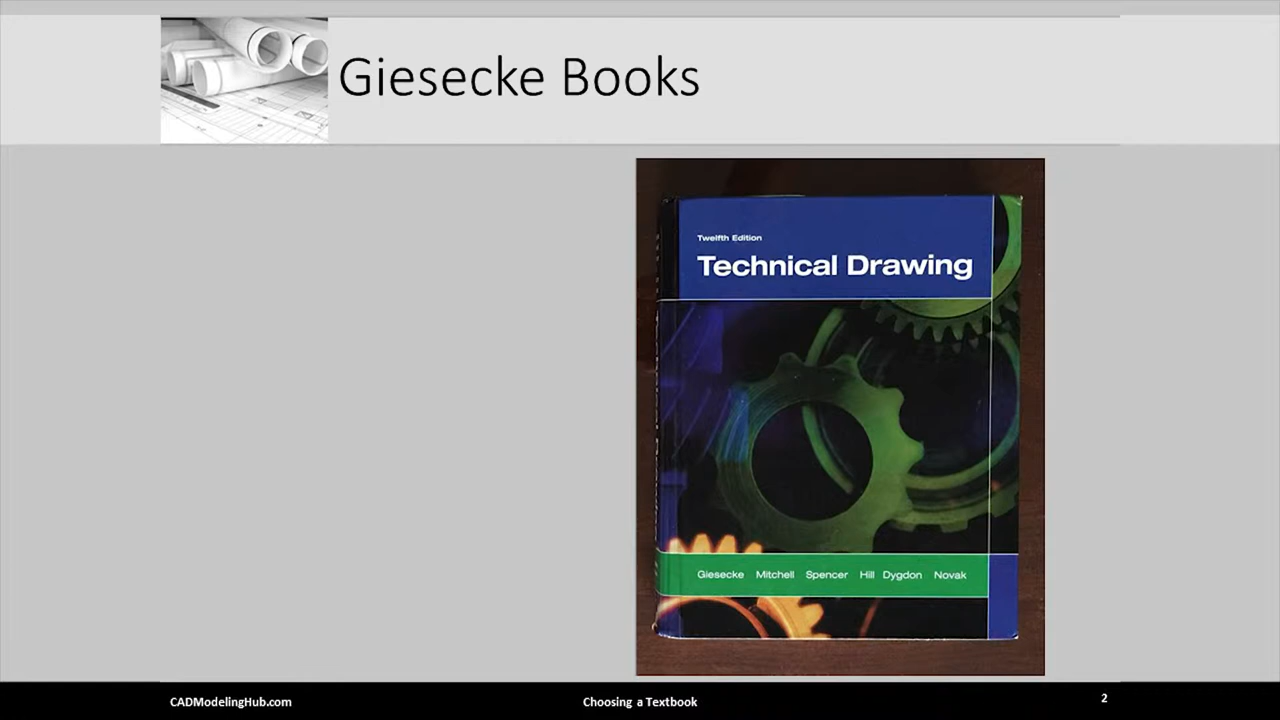 Giesecke Books
Twelfth Edition
Technical Drawing
Giesecke Mitchell Spencer Hill Dygdon Novak
CADModelingHub.com
Choosing a Textbook
2